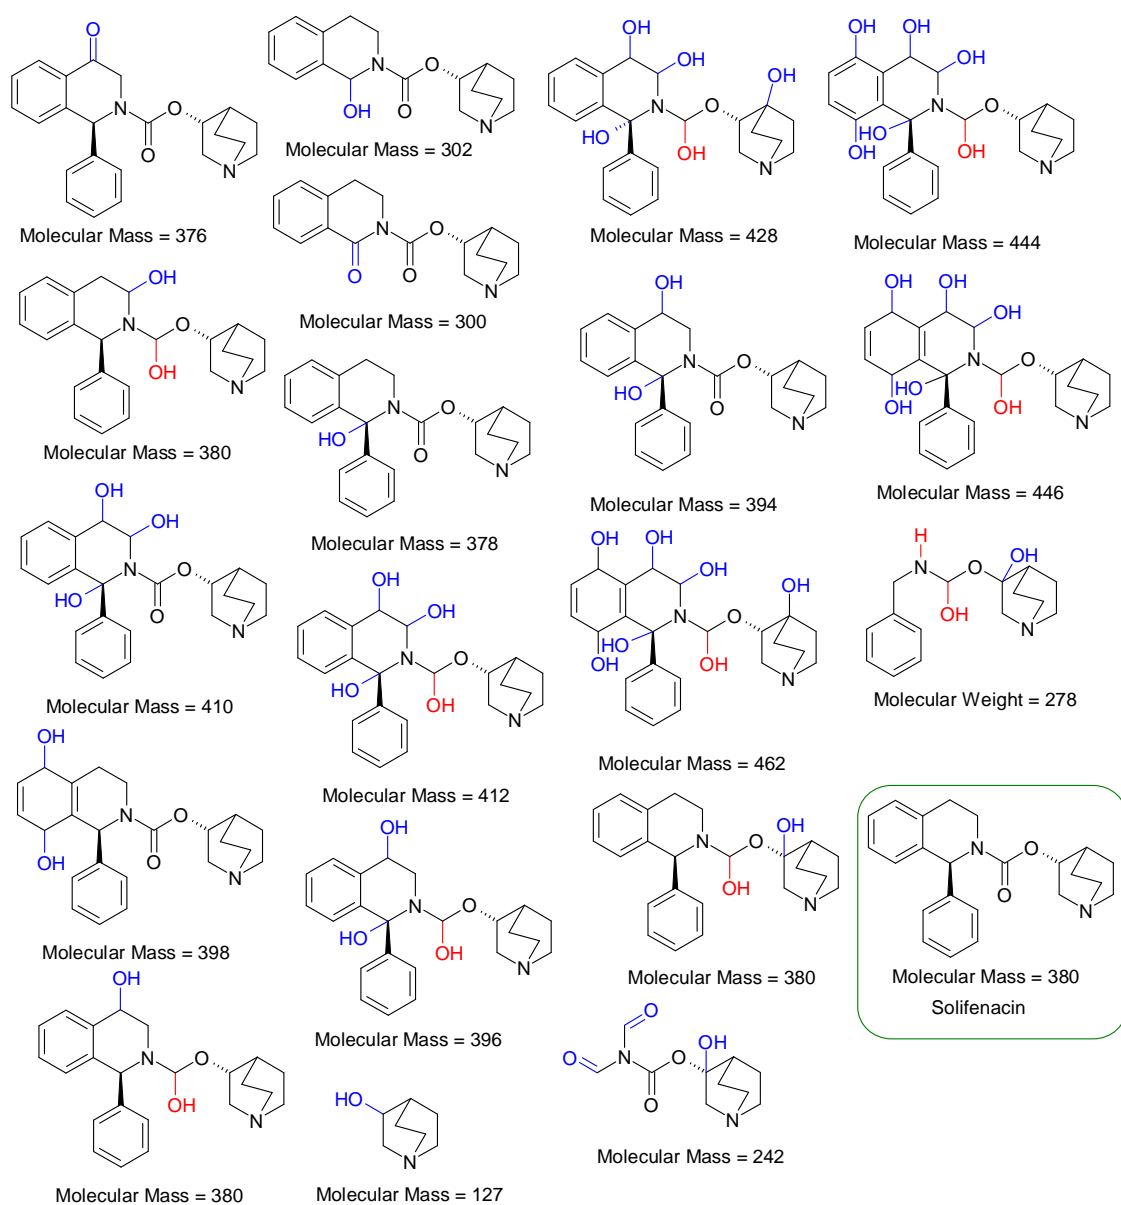 O
N
O
O
N
Molecular Mass = 376
N
OH
O
O
N
Molecular Mass = 302
OH
OH
HO
N
O
OH
OH
N
Molecular Mass = 428
OH
OH
OH
HO
OH
N
O
OH
N
Molecular Mass = 444
N
O
O
O
N
Molecular Mass = 300
OH
N
O
OH
N
Molecular Mass = 380
HO
N
O
O
N
Molecular Mass = 378
OH
HO
N
O
O
N
Molecular Mass = 394
OH
OH
OH
HO
OH
N
O
OH
N
Molecular Mass = 446
OH
OH
HO
N
O
O
N
Molecular Mass = 410
OH
OH
HO
N
O
OH
N
Molecular Mass = 412
OH
OH
OH
HO
OH
N
O
OH
OH
N
Molecular Mass = 462
H
N
O
OH
OH
N
Molecular Weight = 278
OH
OH
N
O
O
N
Molecular Mass = 398
OH
HO
N
O
OH
N
Molecular Mass = 396
N
O
OH
OH
N
Molecular Mass = 380
N
O
O
N
Molecular Mass = 380
Solifenacin
OH
N
O
OH
N
Molecular Mass = 380
HO
N
Molecular Mass = 127
O
O
N
O
O
OH
N
Molecular Mass = 242